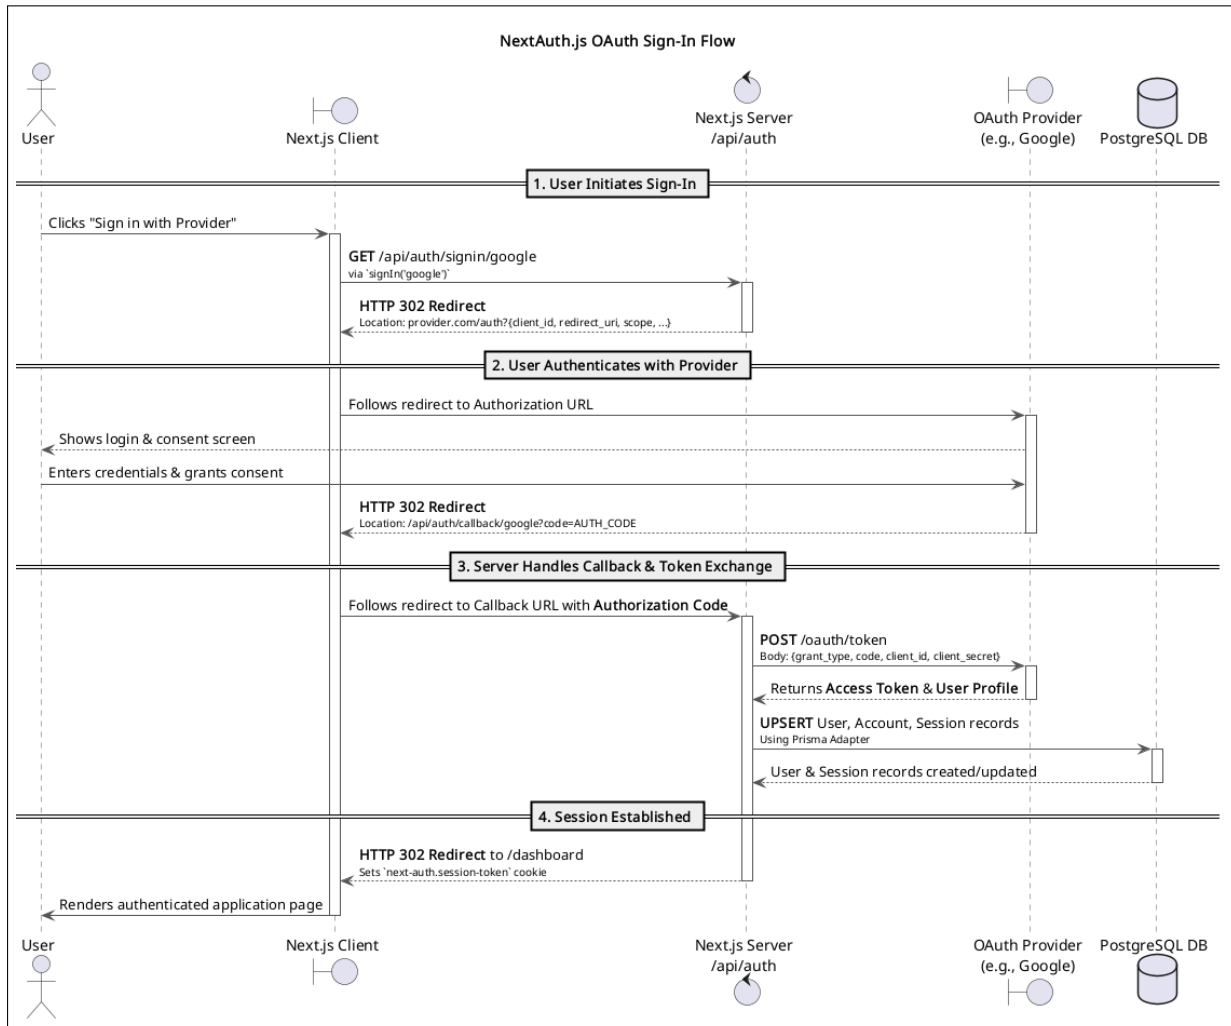 NextAuth.js OAuth Sign-In Flow
User
Next.js Client
Next.js Server
/api/auth
OAuth Provider
(e.g., Google)
PostgreSQL DB
1. User Initiates Sign-In
Clicks "Sign in with Provider"
GET /api/auth/signin/google
via `signIn('google')`
HTTP 302 Redirect
Location: provider.com/auth?{client_id, redirect_uri, scope, ...}
2. User Authenticates with Provider
Follows redirect to Authorization URL
Shows login & consent screen
Enters credentials & grants consent
HTTP 302 Redirect
Location: /api/auth/callback/google?code=AUTH_CODE
3. Server Handles Callback & Token Exchange
Follows redirect to Callback URL with Authorization Code
POST /oauth/token
Body: {grant_type, code, client_id, client_secret}
Returns Access Token & User Profile
UPSERT User, Account, Session records
Using Prisma Adapter
User & Session records created/updated
4. Session Established
HTTP 302 Redirect to /dashboard
Sets `next-auth.session-token` cookie
Renders authenticated application page
User
Next.js Client
Next.js Server
/api/auth
OAuth Provider
(e.g., Google)
PostgreSQL DB